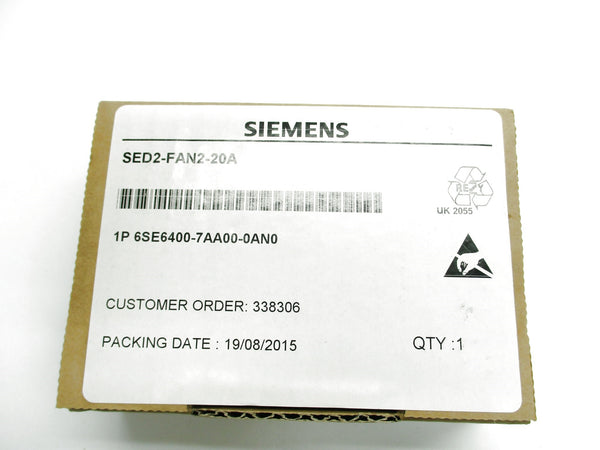 SIEMENS
SED2-FAN2-20A
RESY
UK 2055
1P 6SE6400-7AA00-0AN0
CUSTOMER ORDER: 338306
PACKING DATE : 19/08/2015
QTY :1